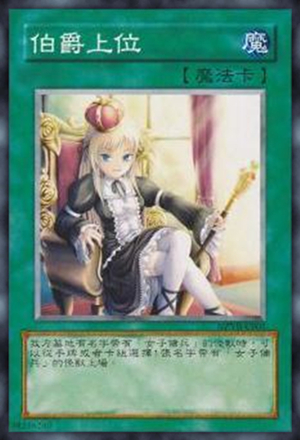 伯爵上位
魔
【魔法卡】
我方墓地有名字帶有「女子佣兵」的怪獸時;可
以從手牌或者卡組選擇1張名字帶有「女子佣
兵」的怪獸上場。